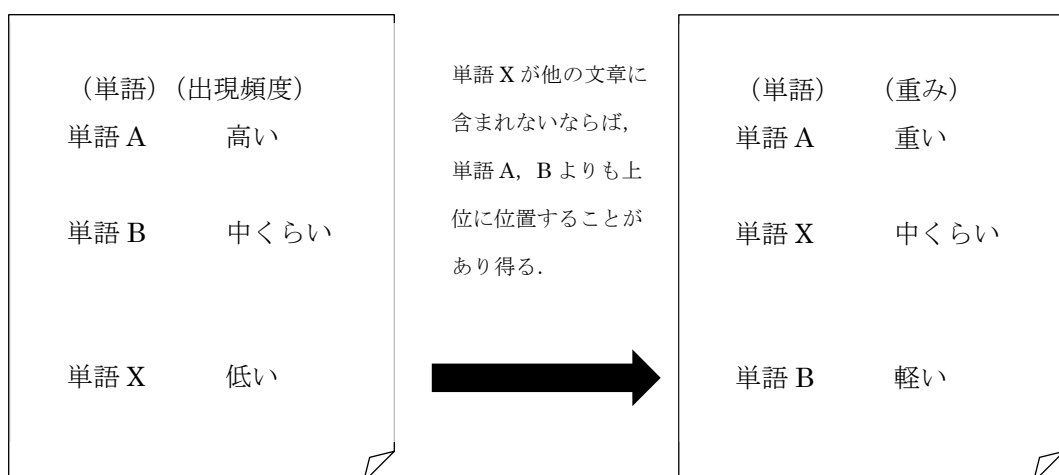 （単語）（出現頻度）
単語 A 高い
単語 B 中くらい
単語 X 低い
単語 X が他の文章に
含まれないならば，
単語 A，B よりも上
位に位置することが
あり得る．
（単語） （重み）
単語 A 重い
単語 X 中くらい
単語 B 軽い